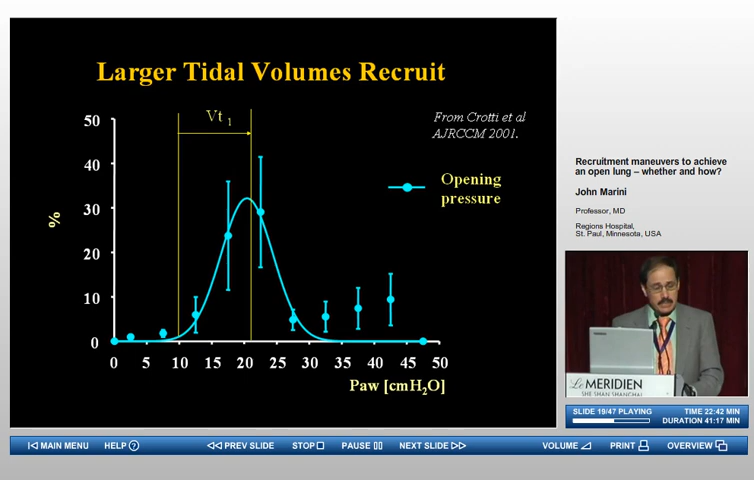 Larger Tidal Volumes Recruit
Vt 1
From Crotti et al
AJRCCM 2001.
Opening
pressure
%
50
40
30
20
10
0
0 5 10 15 20 25 30 35 40 45 50
Paw [cmH2O]
Recruitment maneuvers to achieve
an open lung – whether and how?
John Marini
Professor, MD
Regions Hospital,
St. Paul, Minnesota, USA
Le MERIDIEN
SHE SHAN SHANGHAI
SLIDE 19/47 PLAYING TIME 22:42 MIN
DURATION 41:17 MIN
MAIN MENU HELP ? PREV SLIDE STOP PAUSE NEXT SLIDE VOLUME PRINT OVERVIEW